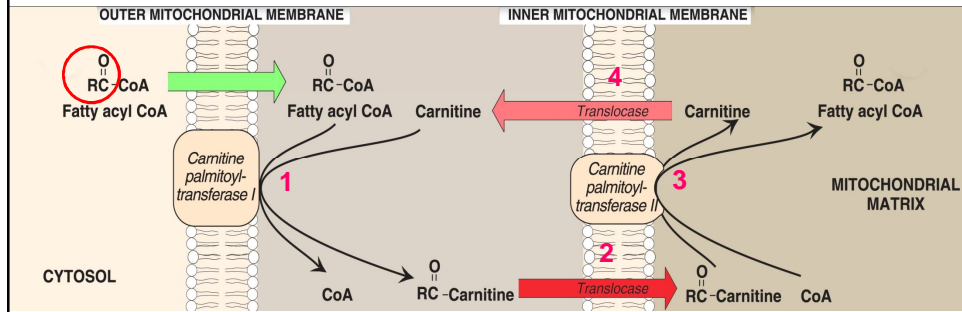 OUTER MITOCHONDRIAL MEMBRANE
INNER MITOCHONDRIAL MEMBRANE
O
RC-CoA
Fatty acyl CoA
O
RC-CoA
Fatty acyl CoA
Carnitine
4
Translocase
Carnitine
O
RC-CoA
Fatty acyl CoA
Carnitine
palmitoyl-
transferase I
1
Carnitine
palmitoyl-
transferase II
3
MITOCHONDRIAL
MATRIX
CYTOSOL
CoA
O
RC-Carnitine
2
Translocase
O
RC-Carnitine
CoA